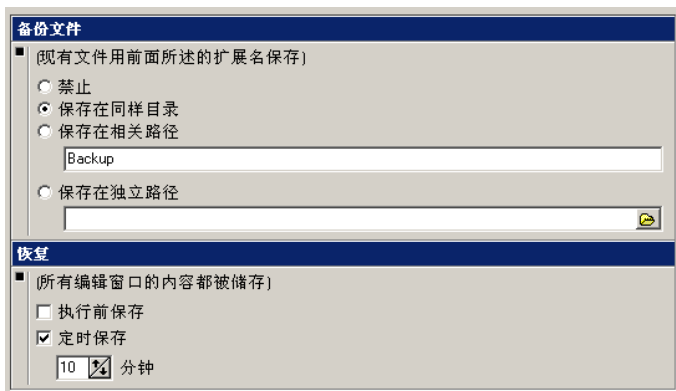 备份文件
(现有文件用前面所述的扩展名保存)
禁止
保存在同样目录
保存在相关路径
Backup
保存在独立路径
恢复
(所有编辑窗口的内容都被储存)
执行前保存
定时保存
10 分钟